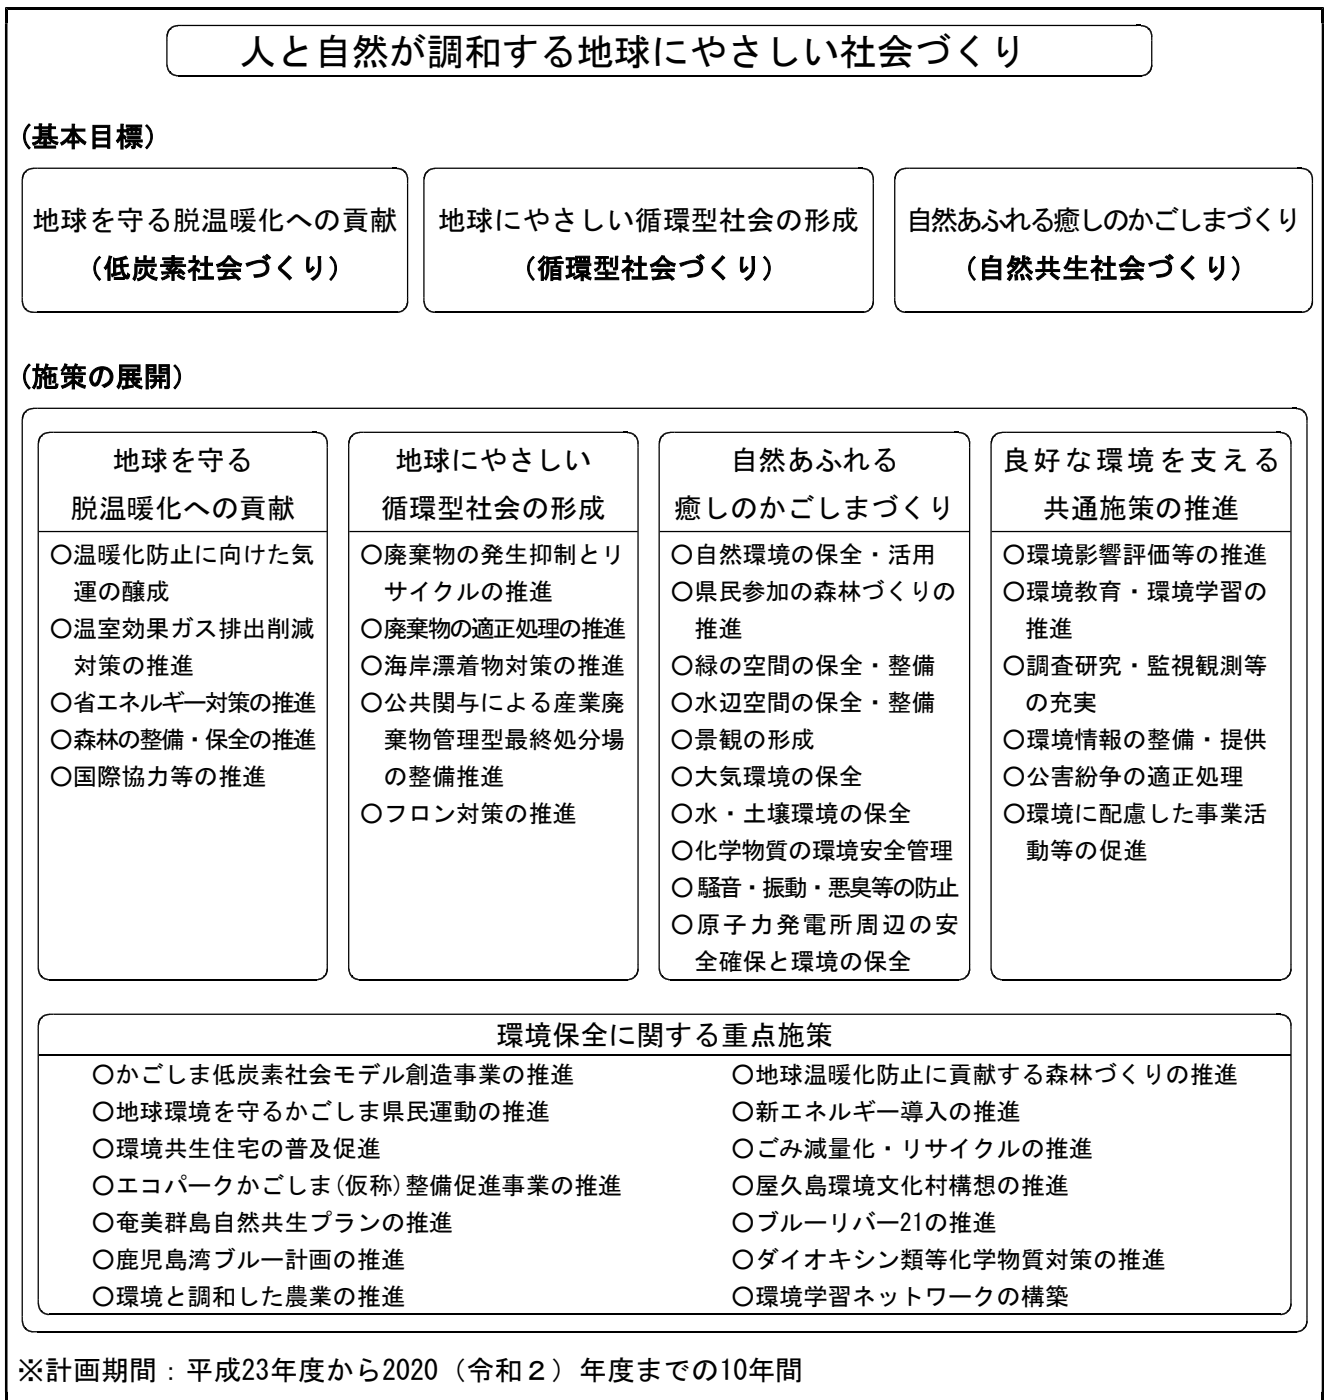 人と自然が調和する地球にやさしい社会づくり
(基本目標)
地球を守る脱温暖化への貢献
(低炭素社会づくり)
地球にやさしい循環型社会の形成
(循環型社会づくり)
自然あふれる癒しのかごしまづくり
(自然共生社会づくり)
(施策の展開)
地球を守る
脱温暖化への貢献
○温暖化防止に向けた気
運の醸成
○温室効果ガス排出削減
対策の推進
○省エネルギー対策の推進
○森林の整備・保全の推進
○国際協力等の推進
地球にやさしい
循環型社会の形成
○廃棄物の発生抑制とリ
サイクルの推進
○廃棄物の適正処理の推進
○海岸漂着物対策の推進
○公共関与による産業廃
棄物管理型最終処分場
の整備推進
○フロン対策の推進
自然あふれる
癒しのかごしまづくり
○自然環境の保全・活用
○県民参加の森林づくりの
推進
○緑の空間の保全・整備
○水辺空間の保全・整備
○景観の形成
○大気環境の保全
○水・土壌環境の保全
○化学物質の環境安全管理
○騒音・振動・悪臭等の防止
○原子力発電所周辺の安
全確保と環境の保全
良好な環境を支える
共通施策の推進
○環境影響評価等の推進
○環境教育・環境学習の
推進
○調査研究・監視観測等
の充実
○環境情報の整備・提供
○公害紛争の適正処理
○環境に配慮した事業活
動等の促進
環境保全に関する重点施策
○かごしま低炭素社会モデル創造事業の推進
○地球環境を守るかごしま県民運動の推進
○環境共生住宅の普及促進
○エコパークかごしま(仮称)整備促進事業の推進
○奄美群島自然共生プランの推進
○鹿児島湾ブルー計画の推進
○環境と調和した農業の推進
○地球温暖化防止に貢献する森林づくりの推進
○新エネルギー導入の推進
○ごみ減量化・リサイクルの推進
○屋久島環境文化村構想の推進
○ブルーリバー21の推進
○ダイオキシン類等化学物質対策の推進
○環境学習ネットワークの構築
※計画期間：平成23年度から2020（令和２）年度までの10年間